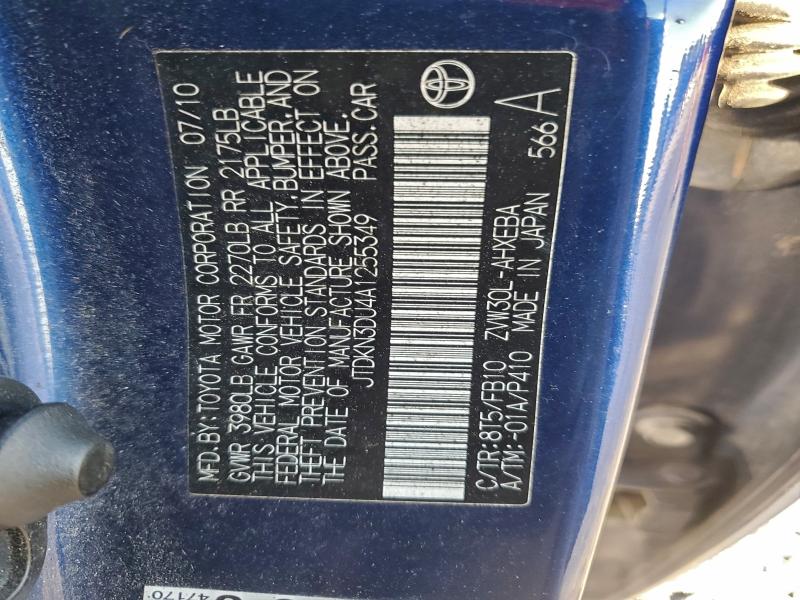 MFD. BY: TOYOTA MOTOR CORPORATION 07/10
GVWR 3980LB GAWR FR 2270LB RR 2175LB
THIS VEHICLE CONFORMS TO ALL APPLICABLE
FEDERAL MOTOR VEHICLE SAFETY, BUMPER, AND
THEFT PREVENTION STANDARDS IN EFFECT ON
THE DATE OF MANUFACTURE SHOWN ABOVE.
JTDKN3DU4A1255349 PASS. CAR
C/TR:8T5/FB10 ZVW30L-AHXEBA
A/TM:-01A/P410 MADE IN JAPAN 566 A
47170